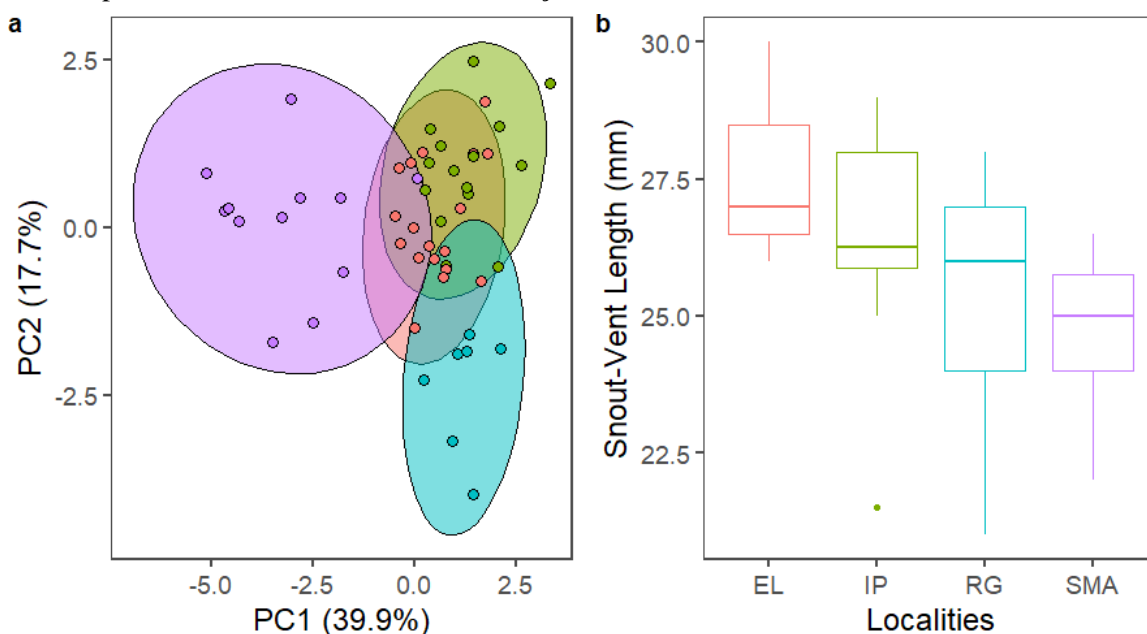 a
b
2.5
0.0
-2.5
PC2 (17.7%)
-5.0 -2.5 0.0 2.5
PC1 (39.9%)
30.0
27.5
25.0
22.5
Snout-Vent Length (mm)
EL IP RG SMA
Localities